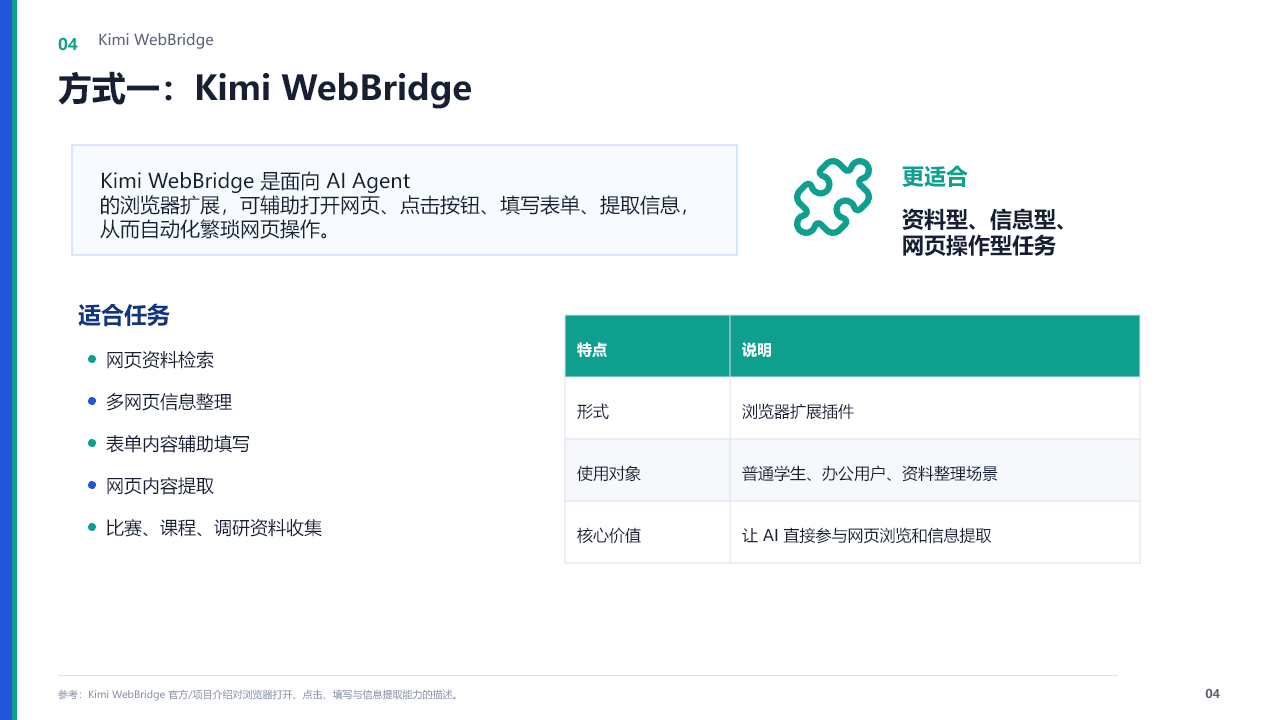 04 Kimi WebBridge
方式一：Kimi WebBridge
Kimi WebBridge 是面向 AI Agent
的浏览器扩展，可辅助打开网页、点击按钮、填写表单、提取信息，
从而自动化繁琐网页操作。
更适合
资料型、信息型、
网页操作型任务
适合任务
网页资料检索
多网页信息整理
表单内容辅助填写
网页内容提取
比赛、课程、调研资料收集
特点 说明
形式 浏览器扩展插件
使用对象 普通学生、办公用户、资料整理场景
核心价值 让 AI 直接参与网页浏览和信息提取
参考：Kimi WebBridge 官方/项目介绍对浏览器打开、点击、填写与信息提取能力的描述。
04